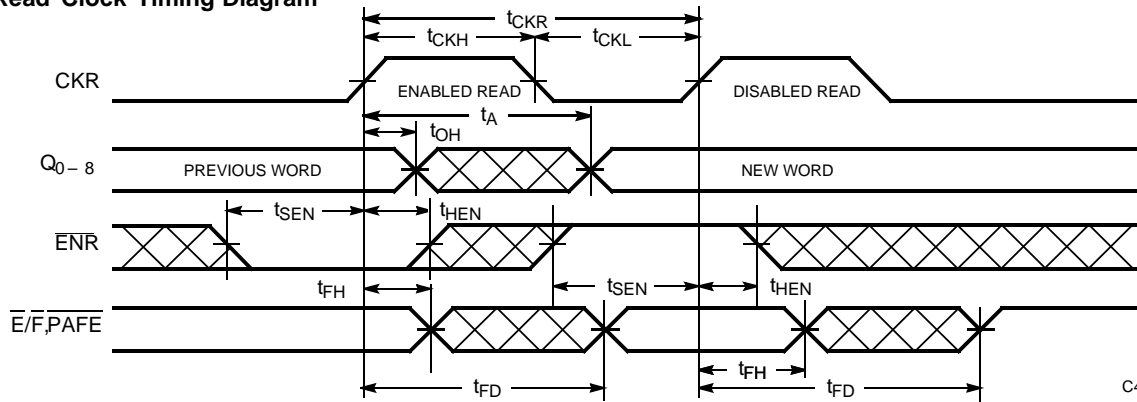 Read Clock Timing Diagram
tCKR
tCKH
tCKL
CKR
ENABLED READ
DISABLED READ
tA
tOH
Q0 – 8
PREVIOUS WORD
NEW WORD
tSEN
tHEN
ENR
tFH
tSEN
tHEN
E/F,PAFE
tFH
tFD
tFD
C4